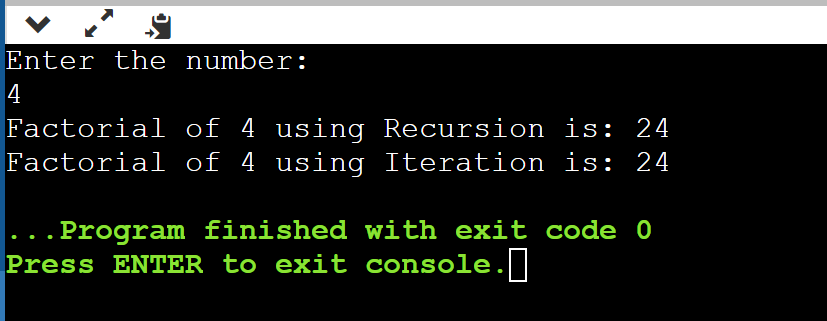 Enter the number:
4
Factorial of 4 using Recursion is: 24
Factorial of 4 using Iteration is: 24
...Program finished with exit code 0
Press ENTER to exit console.